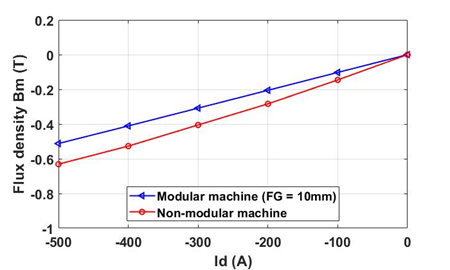 0.2
0
-0.2
-0.4
-0.6
-0.8
-1
Flux density Bm (T)
Modular machine (FG = 10mm)
Non-modular machine
-500 -400 -300 -200 -100 0
Id (A)